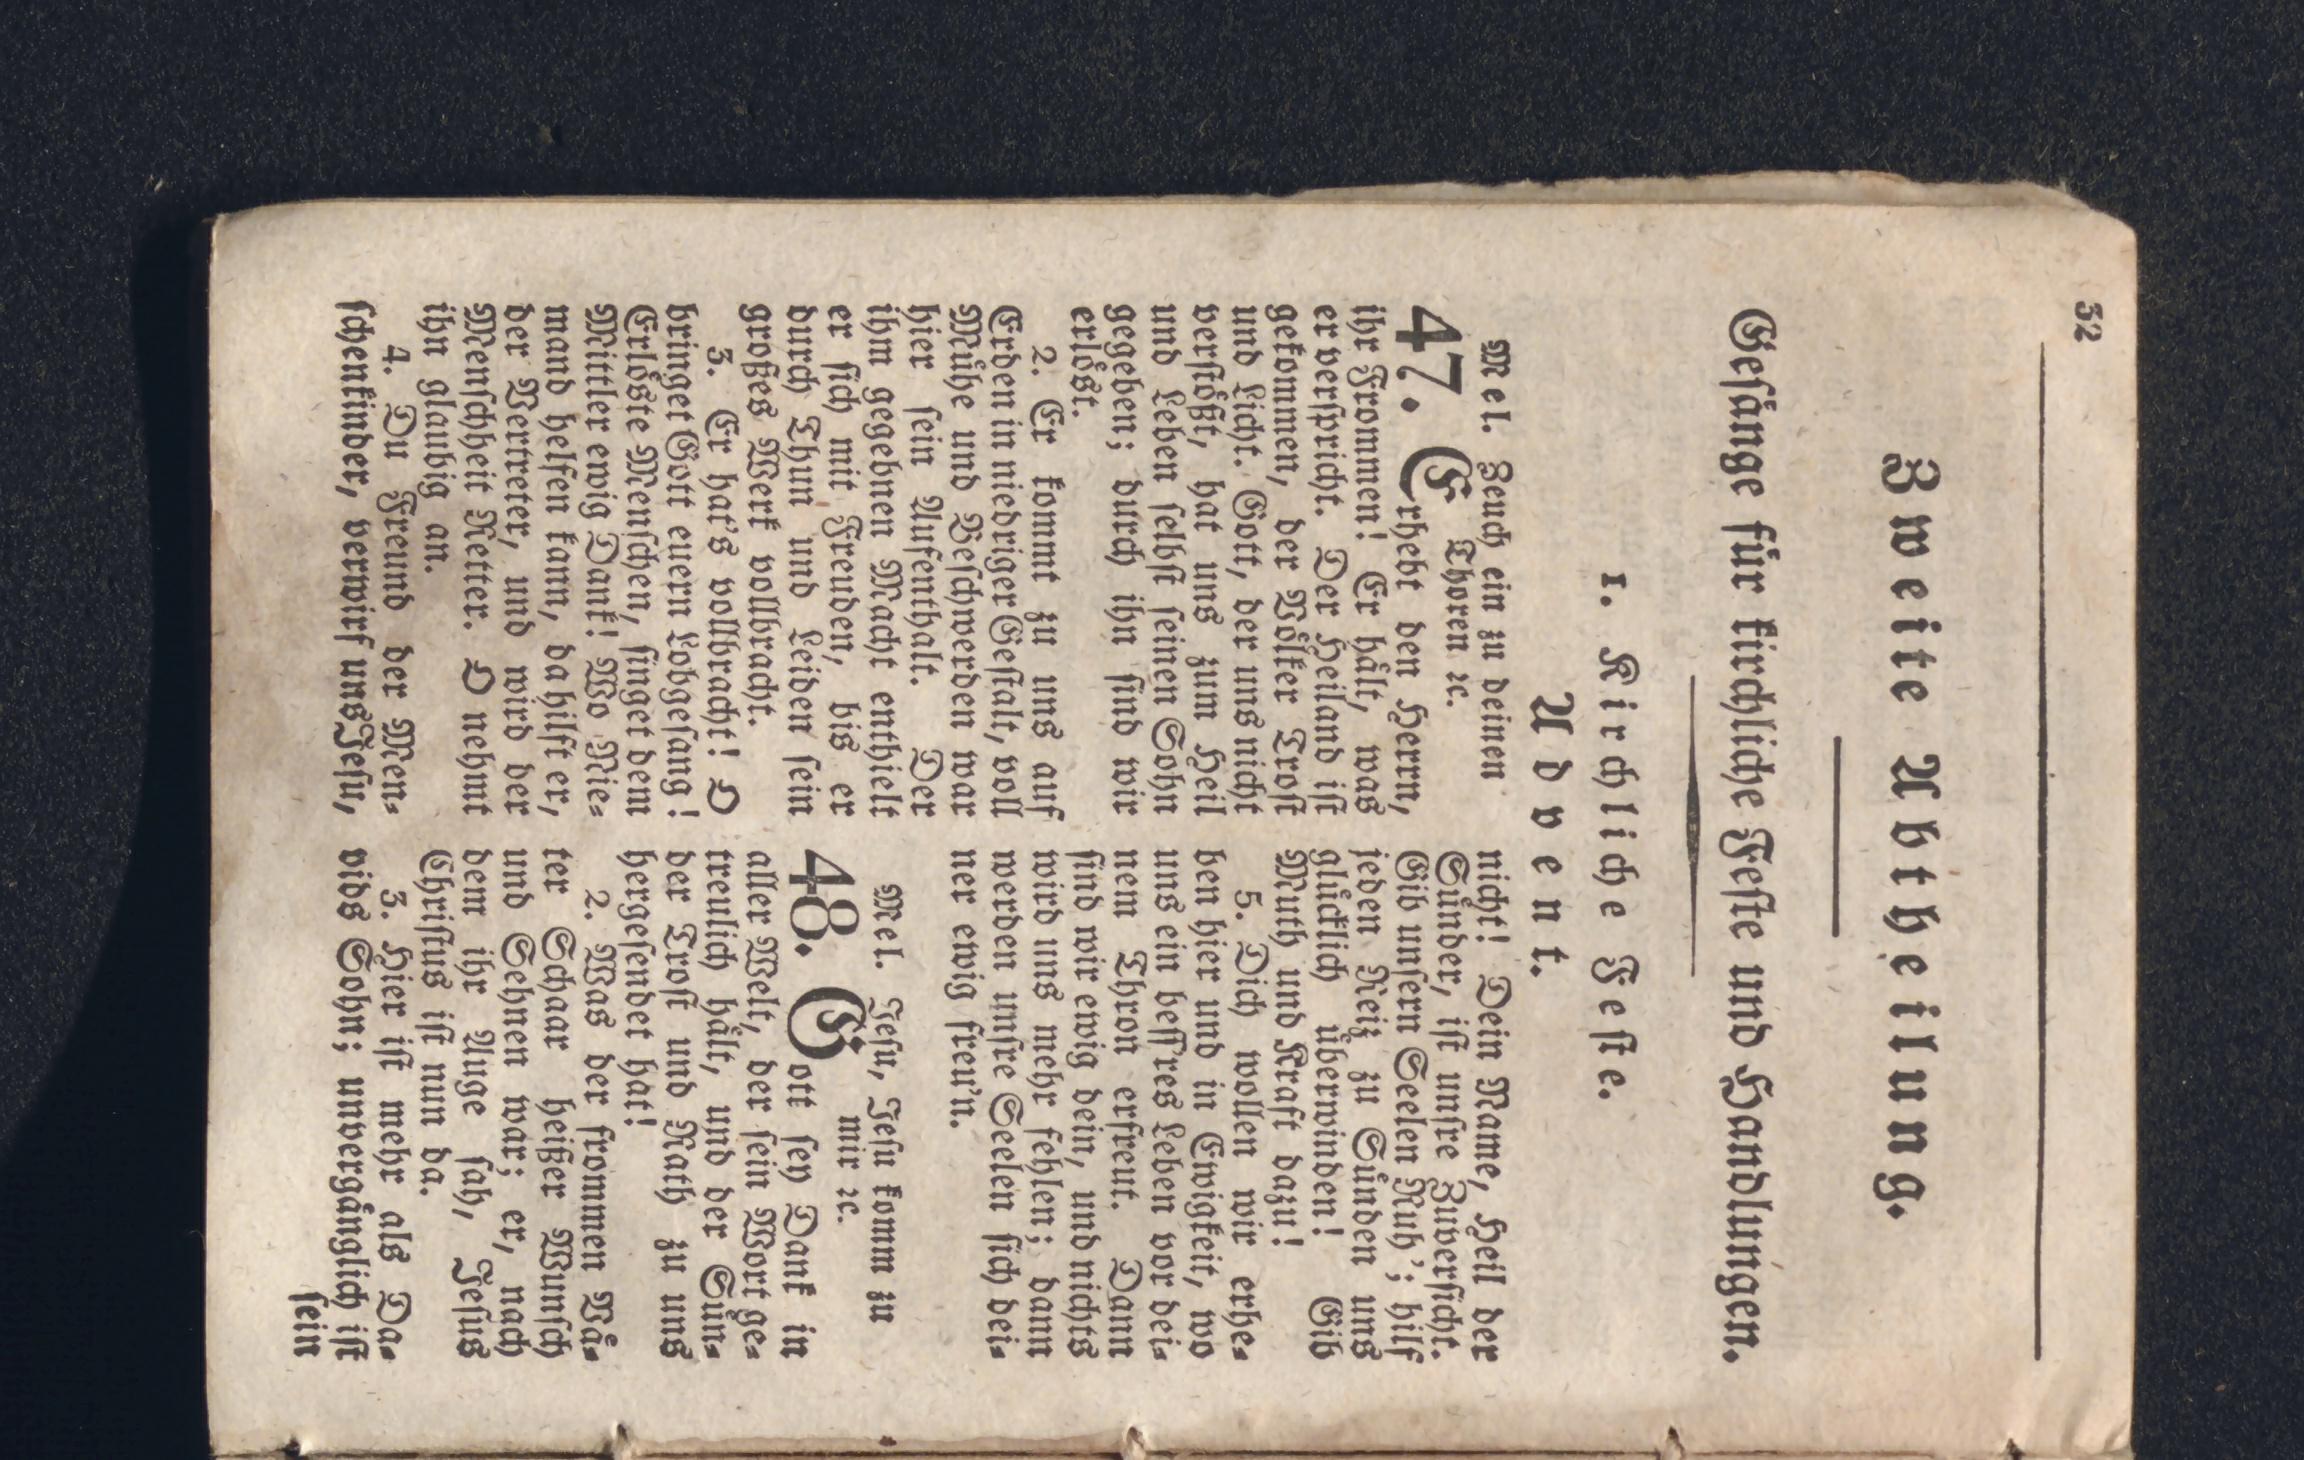 32
Zweite Abtheilung.
Gesänge für kirchliche Feste und Handlungen.
1. Kirchliche Feste.
Advent.
Mel. Zeuch ein zu deinen
Thoren ꝛc.
47. Erhebt den Herrn,
ihr Frommen! Er hält, was
er verspricht. Der Heiland ist
gekommen, der Völker Trost
und Licht. Gott, der uns nicht
verstößt, hat uns zum Heil
und Leben selbst seinen Sohn
gegeben; durch ihn sind wir
erlöst.
2. Er kommt zu uns auf
Erden in niedriger Gestalt, voll
Mühe und Beschwerden war
hier sein Aufenthalt. Der
ihm gegebnen Macht enthielt
er sich mit Freuden, bis er
durch Thun und Leiden sein
großes Werk vollbracht.
3. Er hat's vollbracht! O
bringet Gott euern Lobgesang!
Erlöste Menschen, singet dem
Mittler ewig Dank! Wo Nie-
mand helfen kann, da hilft er,
der Vertreter, und wird der
Menschheit Retter. O nehmt
ihn glaubig an.
4. Du Freund der Men-
schenkinder, verwirf uns Jesu,
nicht! Dein Name, Heil der
Sünder, ist unsre Zuversicht.
Gib unsern Seelen Ruh'; hilf
jeden Reiz zu Sünden uns
glücklich überwinden! Gib
Muth und Kraft dazu!
5. Dich wollen wir erhe-
ben hier und in Ewigkeit, wo
uns ein bess'res Leben vor dei-
nem Thron erfreut. Dann
sind wir ewig dein, und nichts
wird uns mehr fehlen; dann
werden unsre Seelen sich dei-
ner ewig freu'n.
Mel. Jesu, Jesu komm zu
mir ꝛc.
48. Gott sey Dank in
aller Welt, der sein Wort ge-
treulich hält, und der Sün-
der Trost und Rath zu uns
hergesendet hat!
2. Was der frommen Vä-
ter Schaar heißer Wunsch
und Sehnen war; er, nach
dem ihr Auge sah, Jesus
Christus ist nun da.
3. Hier ist mehr als Da-
vids Sohn; unvergänglich ist
sein